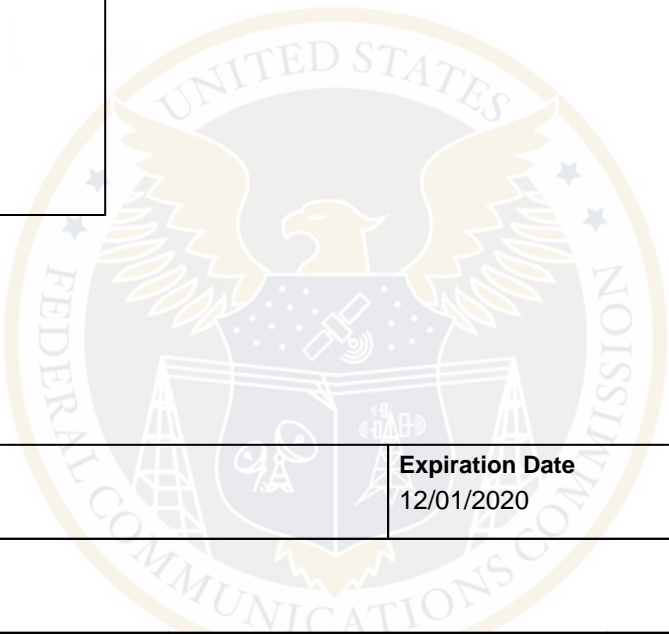 UNITED STATES
FEDERAL COMMUNICATIONS COMMISSION
Expiration Date
12/01/2020